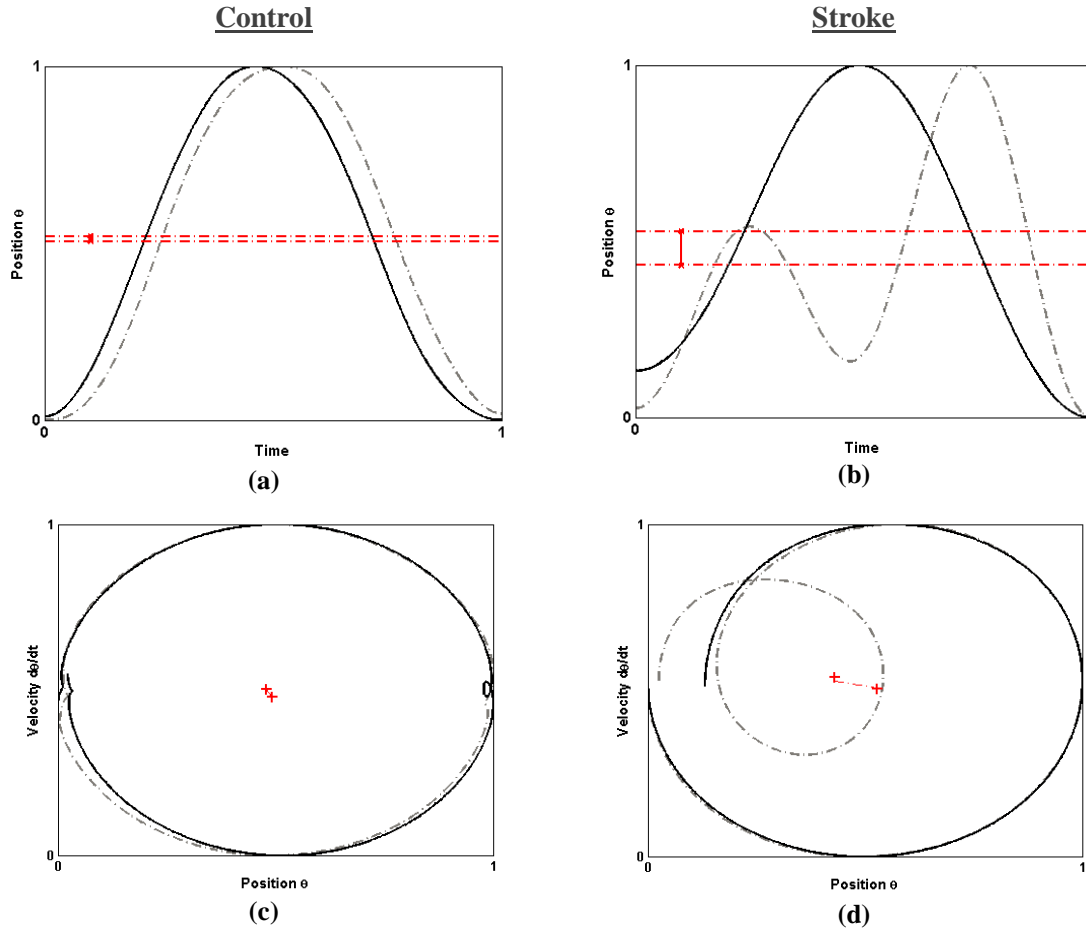 Control
Stroke
1
Position θ
0
0
1
Time
(a)
1
Position θ
0
0
Time
(b)
1
Velocity dθ/dt
0
0
1
Position θ
(c)
1
Velocity dθ/dt
0
0
1
Position θ
(d)